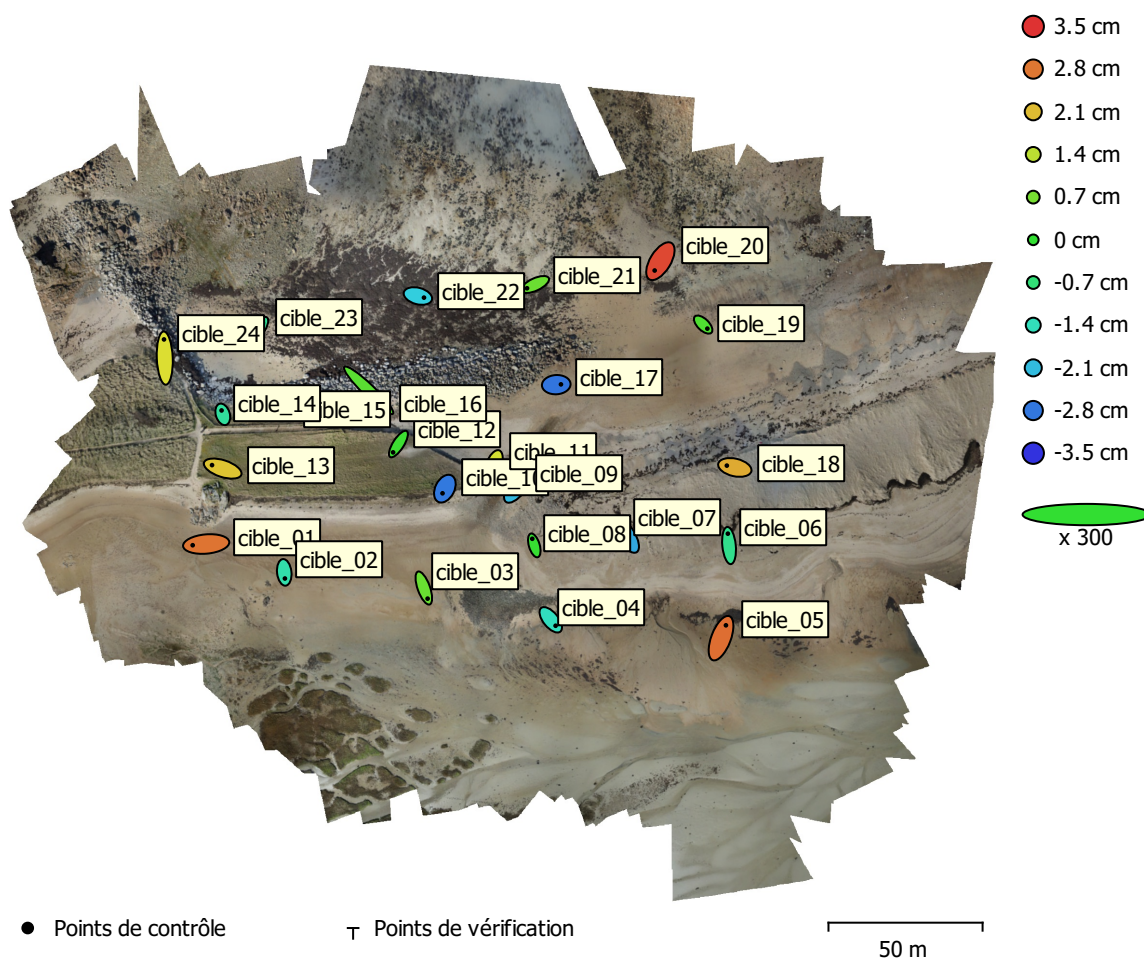 3.5 cm
2.8 cm
2.1 cm
1.4 cm
0.7 cm
0 cm
-0.7 cm
-1.4 cm
-2.1 cm
-2.8 cm
-3.5 cm
x 300
cible_20
cible_21
cible_22
cible_23
cible_19
cible_24
cible_17
cible_14
cible_15
cible_16
cible_12
cible_11
cible_13
cible_18
cible_10
cible_09
cible_07
cible_06
cible_08
cible_01
cible_02
cible_03
cible_04
cible_05
Points de contrôle
Points de vérification
50 m